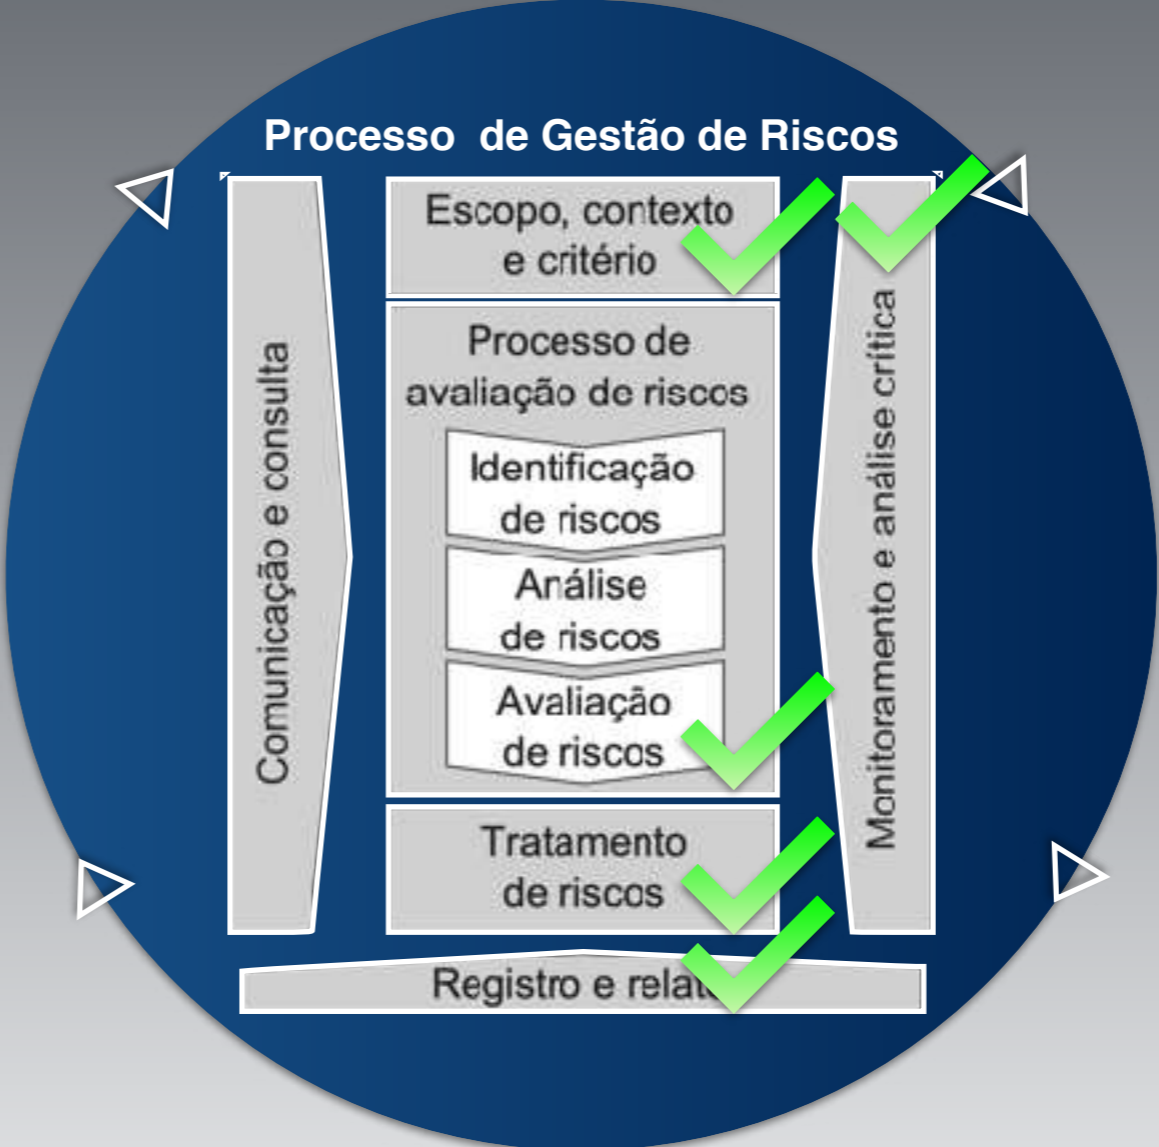 Processo de Gestão de Riscos
Escopo, contexto
e critério
Processo de
avaliação de riscos
Identificação
de riscos
Análise
de riscos
Avaliação
de riscos
Tratamento
de riscos
Comunicação e consulta
Monitoramento e análise crítica
Registro e relato